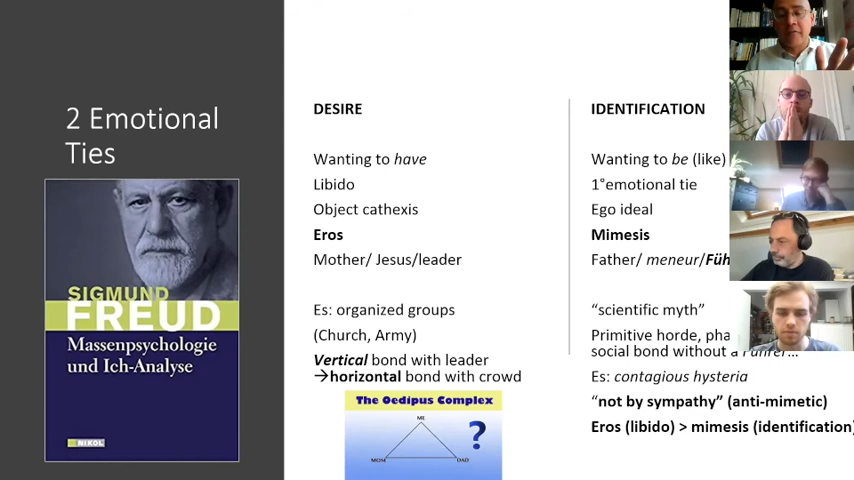 2 Emotional
Ties
SIGMUND
FREUD
Massenpsychologie
und Ich-Analyse
NIKOL
DESIRE
Wanting to have
Libido
Object cathexis
Eros
Mother/ Jesus/leader
Es: organized groups
(Church, Army)
Vertical bond with leader
→horizontal bond with crowd
The Oedipus Complex
ME
?
MOM
DAD
IDENTIFICATION
Wanting to be (like)
1°emotional tie
Ego ideal
Mimesis
Father/ meneur/Füh
"scientific myth"
Primitive horde, pha
social bond without a Führer...
Es: contagious hysteria
"not by sympathy" (anti-mimetic)
Eros (libido) > mimesis (identification)